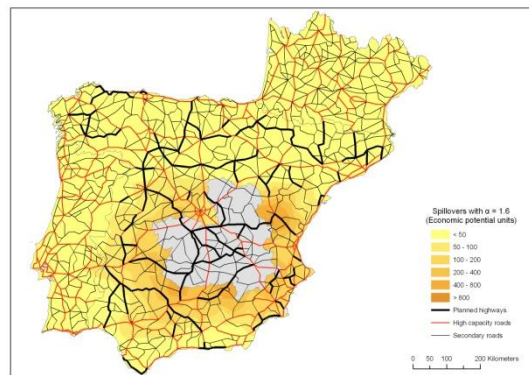 Spillovers with α = 1.6
(Economic potential units)
< 50
50 - 100
100 - 200
200 - 400
400 - 800
> 800
Planned highways
High capacity roads
Secondary roads
0 50 100 200 Kilometers